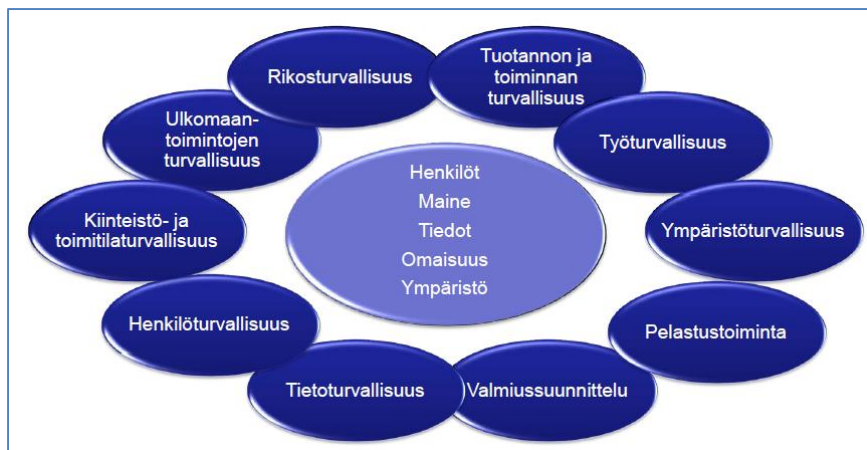 Rikosturvallisuus
Tuotannon ja
toiminnan
turvallisuus
Ulkomaan-
toimintojen
turvallisuus
Työturvallisuus
Henkilöt
Maine
Tiedot
Omaisuus
Ympäristö
Kiinteistö- ja
toimitilaturvallisuus
Ympäristöturvallisuus
Henkilöturvallisuus
Pelastustoiminta
Tietoturvallisuus
Valmiussuunnittelu